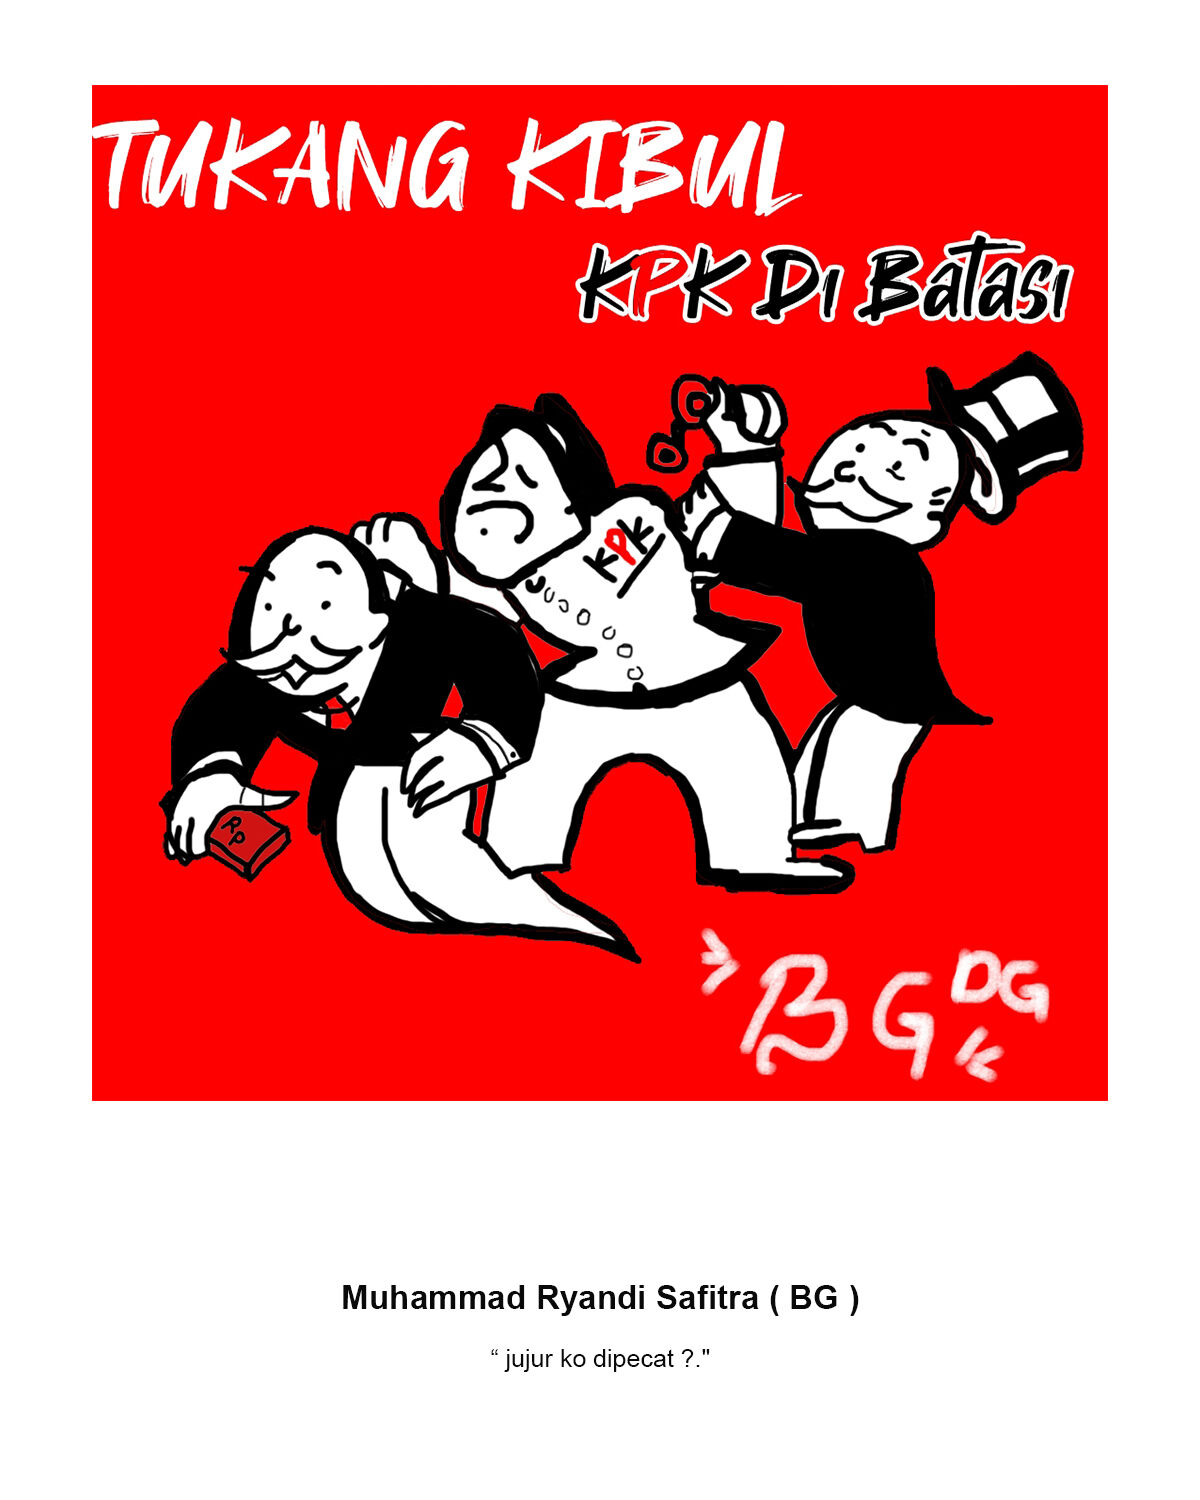 TUKANG KIBUL
KPK Di Batasi
KPK
Rp
BG DG
Muhammad Ryandi Safitra ( BG )
“ jujur ko dipecat ?."